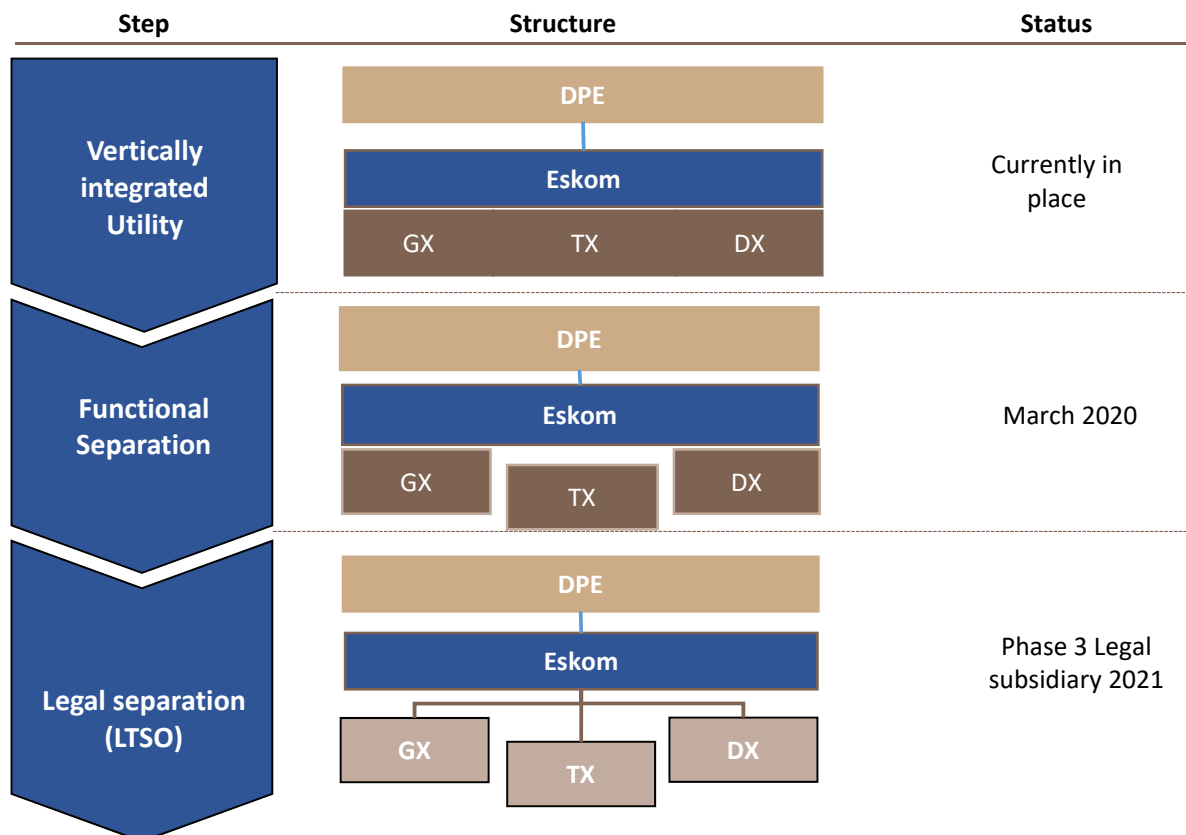 Step
Structure
Status
Vertically
integrated
Utility
DPE
Eskom
GX
TX
DX
Currently in
place
Functional
Separation
DPE
Eskom
GX
TX
DX
March 2020
Legal separation
(LTSO)
DPE
Eskom
GX
TX
DX
Phase 3 Legal
subsidiary 2021